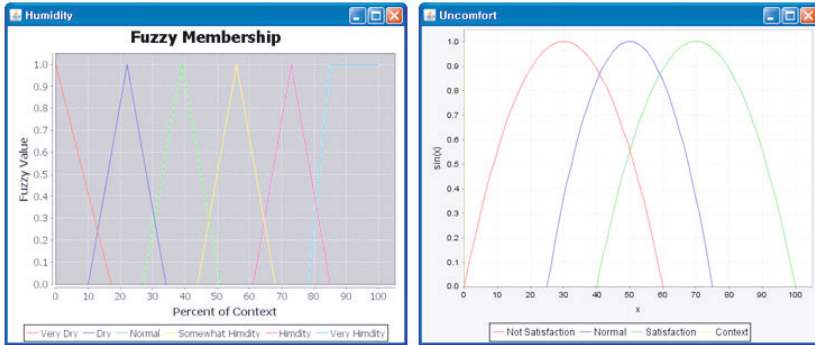 Humidity
Fuzzy Membership
1.0
0.9
0.8
0.7
0.6
0.5
0.4
0.3
0.2
0.1
0.0
Fuzzy Value
0 10 20 30 40 50 60 70 80 90 100
Percent of Context
Very Dry Dry Normal Somewhat Himdity Himdity Very Himdity
Uncomfort
1.0
0.9
0.8
0.7
0.6
0.5
0.4
0.3
0.2
0.1
0.0
sin(x)
0 10 20 30 40 50 60 70 80 90 100
x
Not Satisfaction Normal Satisfaction Context